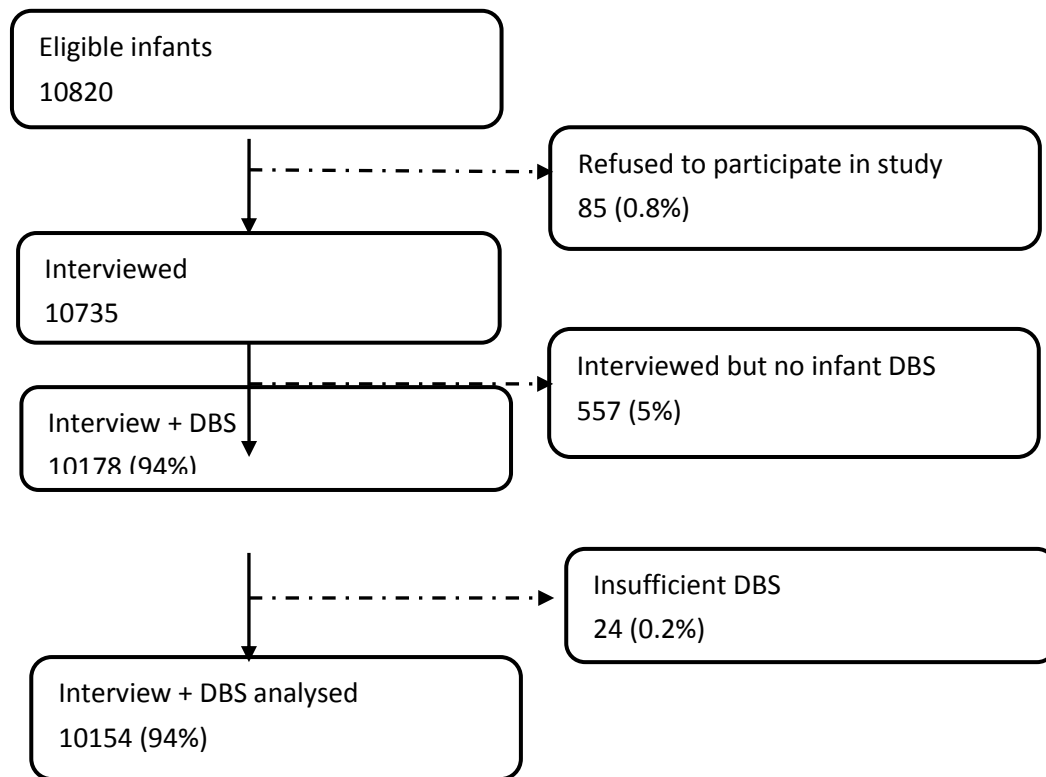 Eligible infants
10820
Refused to participate in study
85 (0.8%)
Interviewed
10735
Interviewed but no infant DBS
557 (5%)
Interview + DBS
10178 (94%)
Insufficient DBS
24 (0.2%)
Interview + DBS analysed
10154 (94%)